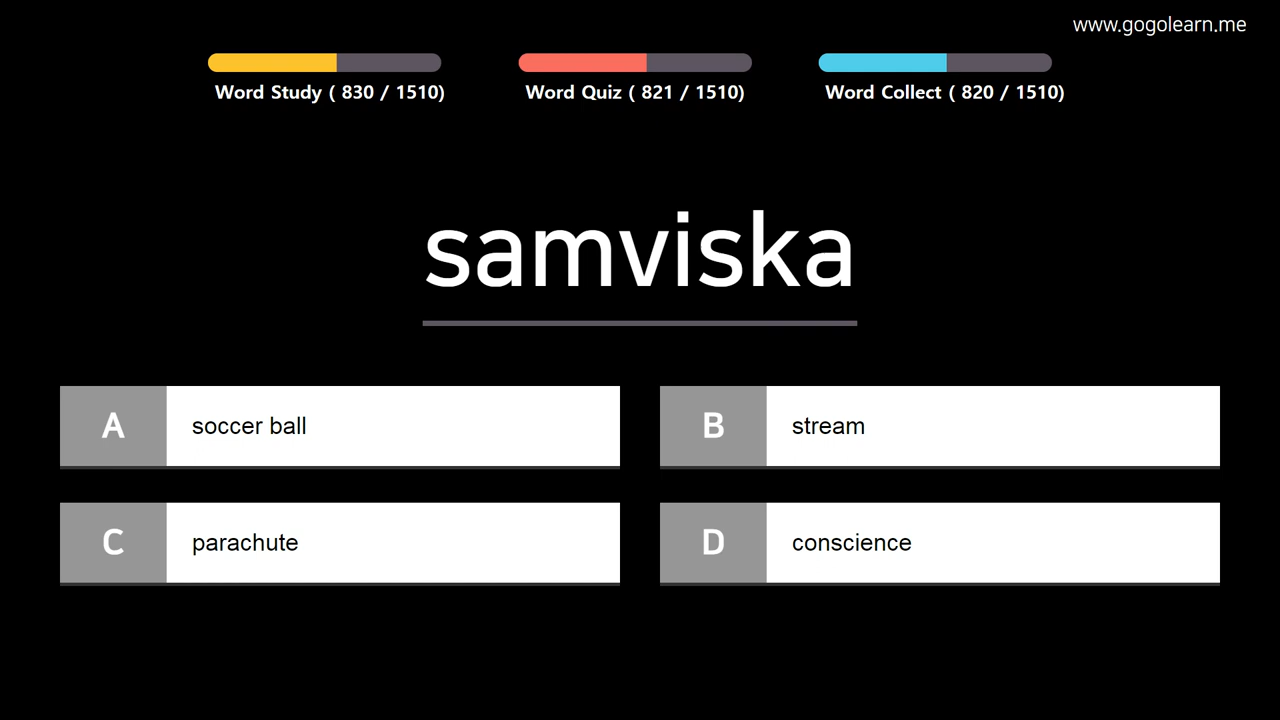 www.gogolearn.me
Word Study ( 830 / 1510)
Word Quiz ( 821 / 1510)
Word Collect ( 820 / 1510)
samviska
A
soccer ball
B
stream
C
parachute
D
conscience